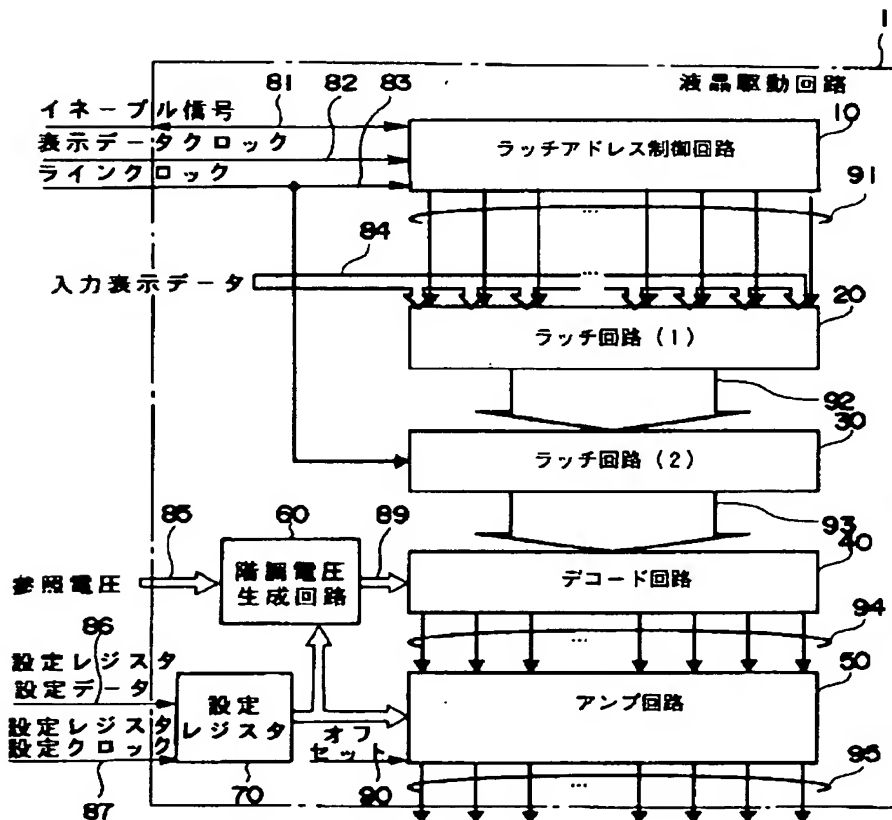 1
液晶駆動回路
イネーブル信号
81
82
83
10
表示データクロック
ラインクロック
ラッチアドレス制御回路
...
91
84
入力表示データ
...
20
ラッチ回路(1)
92
30
ラッチ回路(2)
93
85
60
89
40
参照電圧
階調電圧
生成回路
デコード回路
...
94
86
50
設定レジスタ
設定データ
アンプ回路
設定レジスタ
設定クロック
設定
レジスタ
オフ
セット
...
95
87
70
90